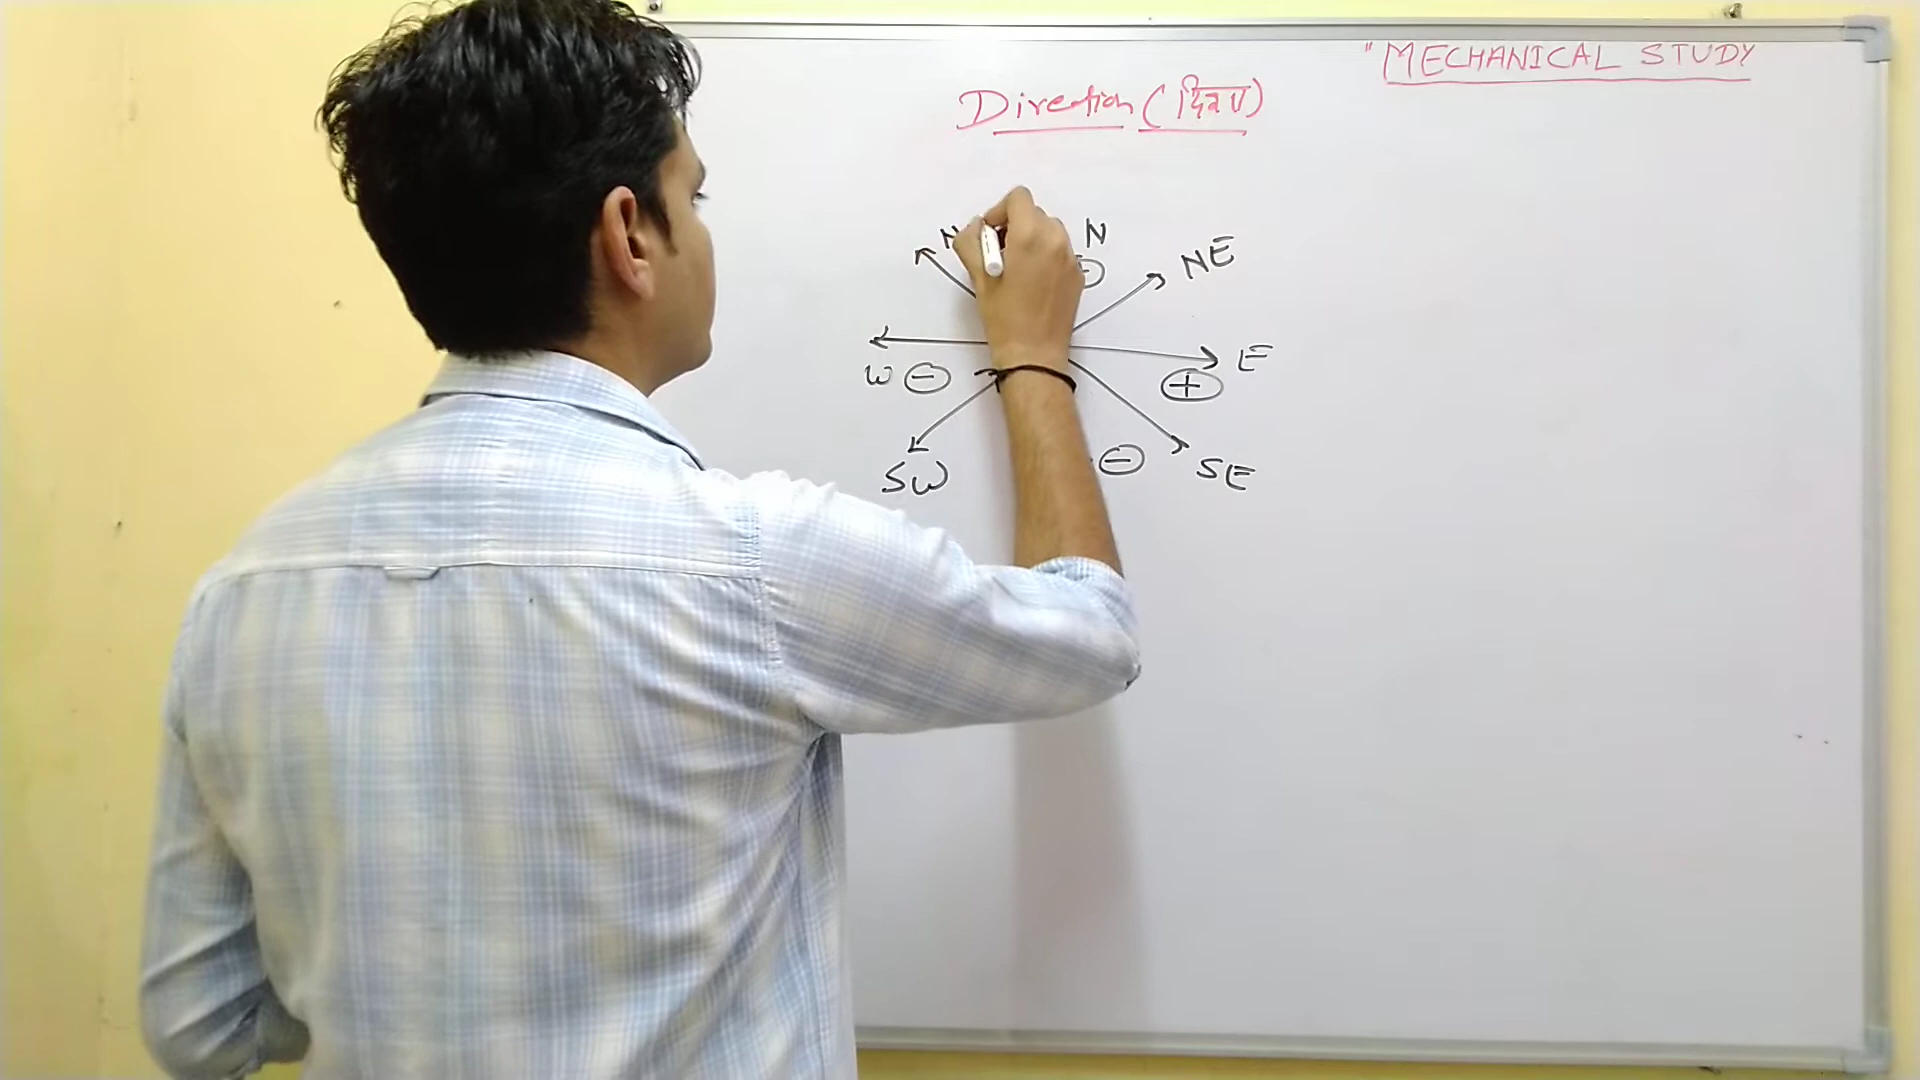 "MECHANICAL STUDY
Direction (
N
NE
W ⊖
E
⊕
SW
⊖
SE